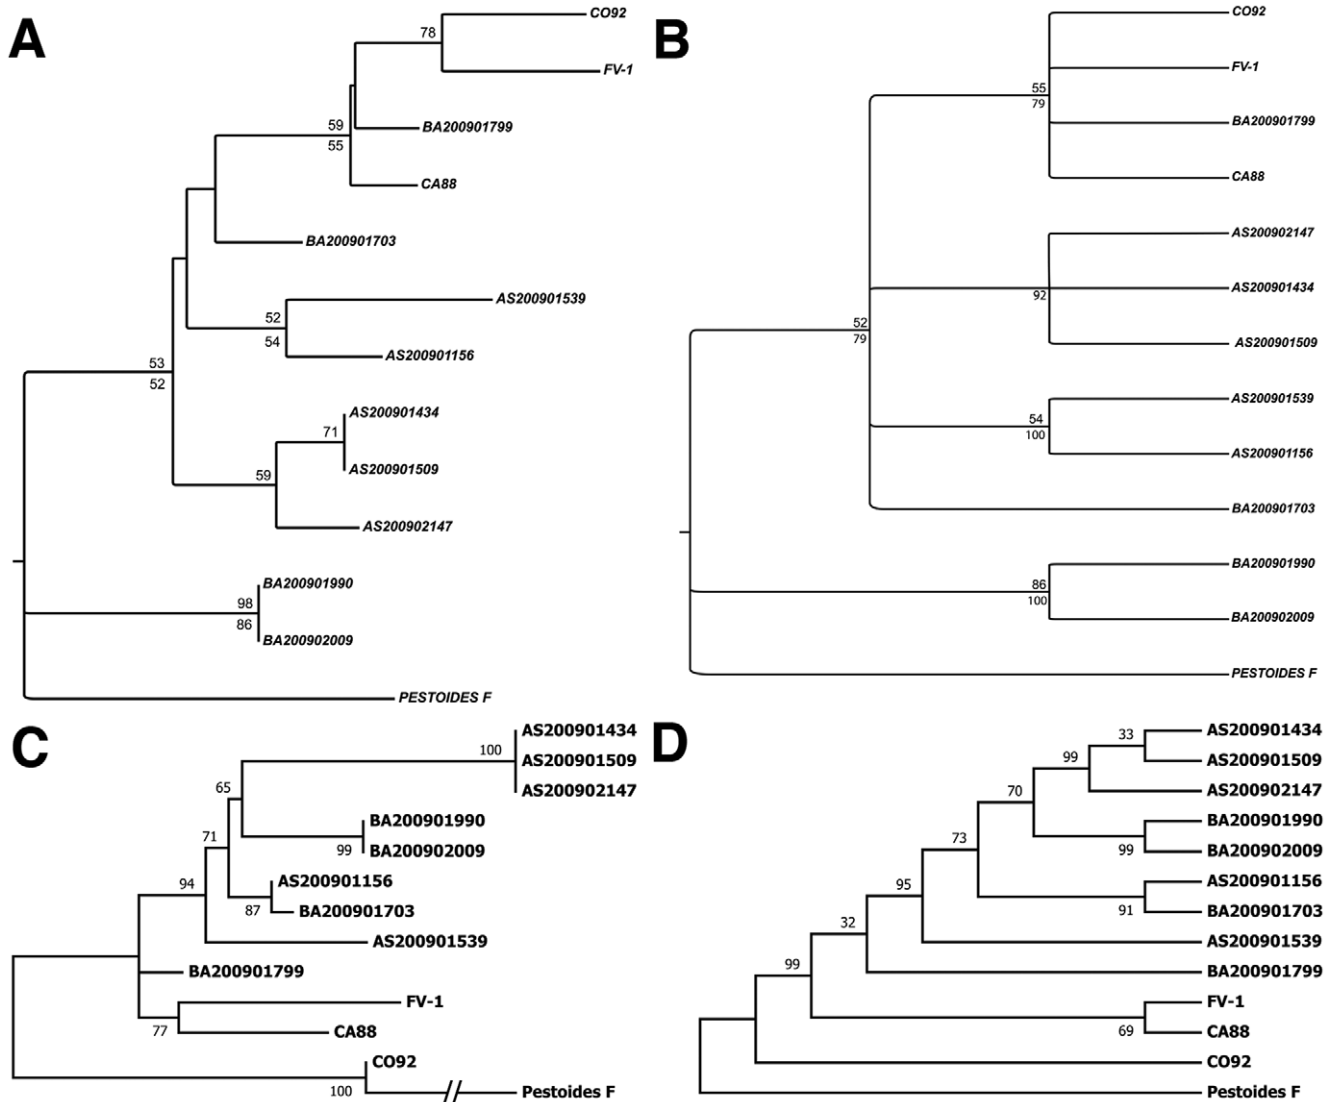 A
CO92
78
FV-1
BA200901799
59
55
CA88
BA200901703
AS200901539
52
54
AS200901156
53
52
AS200901434
71
AS200901509
59
AS200902147
BA200901990
98
86
BA200902009
PESTOIDES F
B
CO92
FV-1
55
79
BA200901799
CA88
AS200902147
AS200901434
92
52
79
AS200901509
AS200901539
54
100
AS200901156
BA200901703
BA200901990
86
100
BA200902009
PESTOIDES F
C
AS200901434
100
AS200901509
AS200902147
65
BA200901990
99
BA200902009
71
AS200901156
94
87
BA200901703
AS200901539
BA200901799
FV-1
77
CA88
CO92
100
Pestoides F
D
33
AS200901434
99
AS200901509
70
AS200902147
BA200901990
73
99
BA200902009
AS200901156
95
91
BA200901703
32
AS200901539
99
BA200901799
FV-1
69
CA88
CO92
Pestoides F